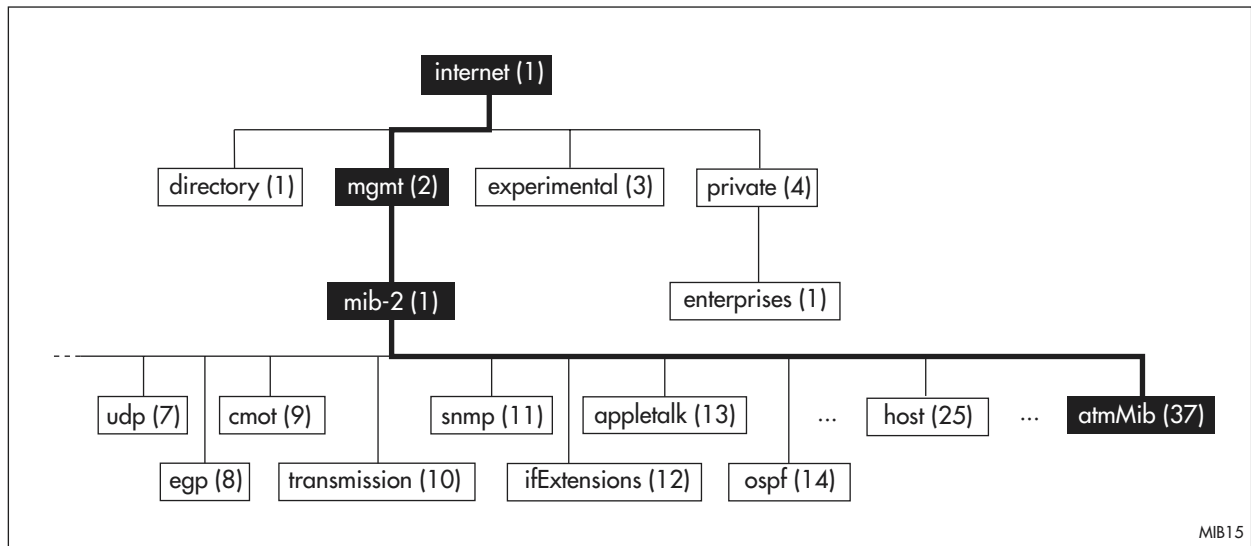 internet (1)
directory (1) mgmt (2) experimental (3) private (4)
mib-2 (1) enterprises (1)
udp (7) cmot (9) snmp (11) appletalk (13) ... host (25) ... atmMib (37)
egp (8) transmission (10) ifExtensions (12) ospf (14)
MIB15